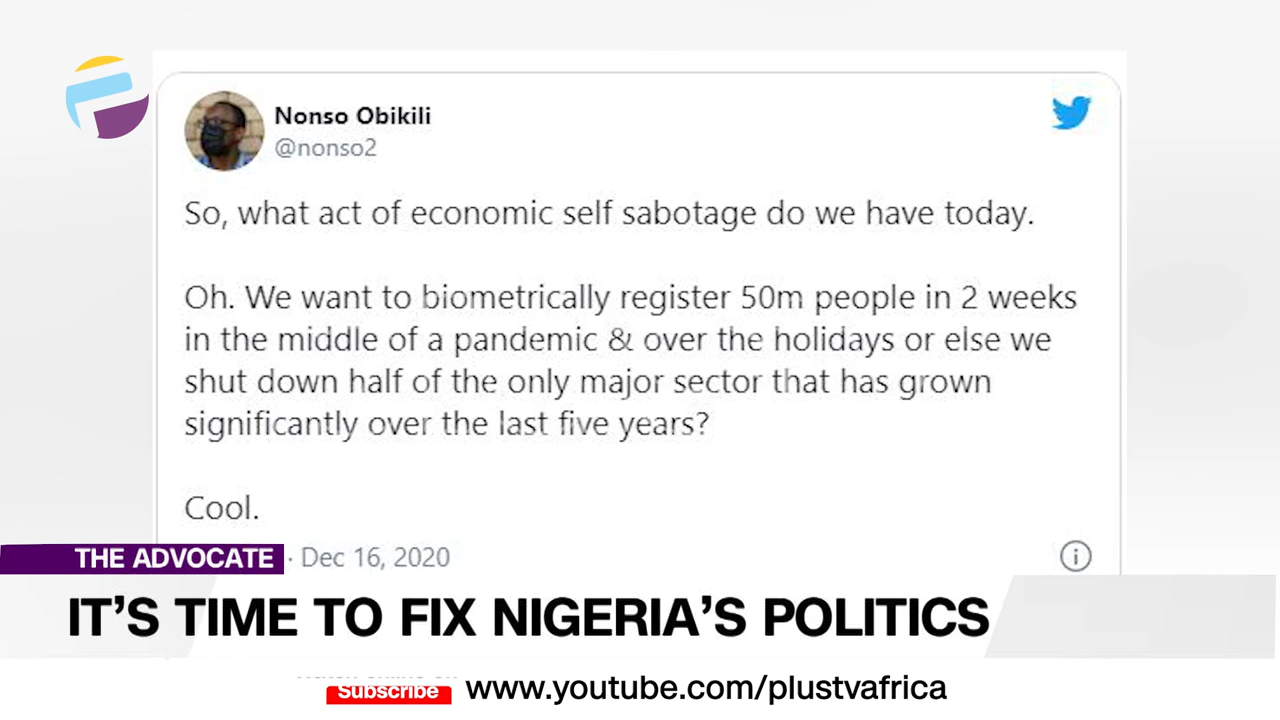 Nonso Obikili
@nonso2
So, what act of economic self sabotage do we have today.
Oh. We want to biometrically register 50m people in 2 weeks
in the middle of a pandemic & over the holidays or else we
shut down half of the only major sector that has grown
significantly over the last five years?
Cool.
THE ADVOCATE · Dec 16, 2020
IT'S TIME TO FIX NIGERIA'S POLITICS
Subscribe www.youtube.com/plustvafrica